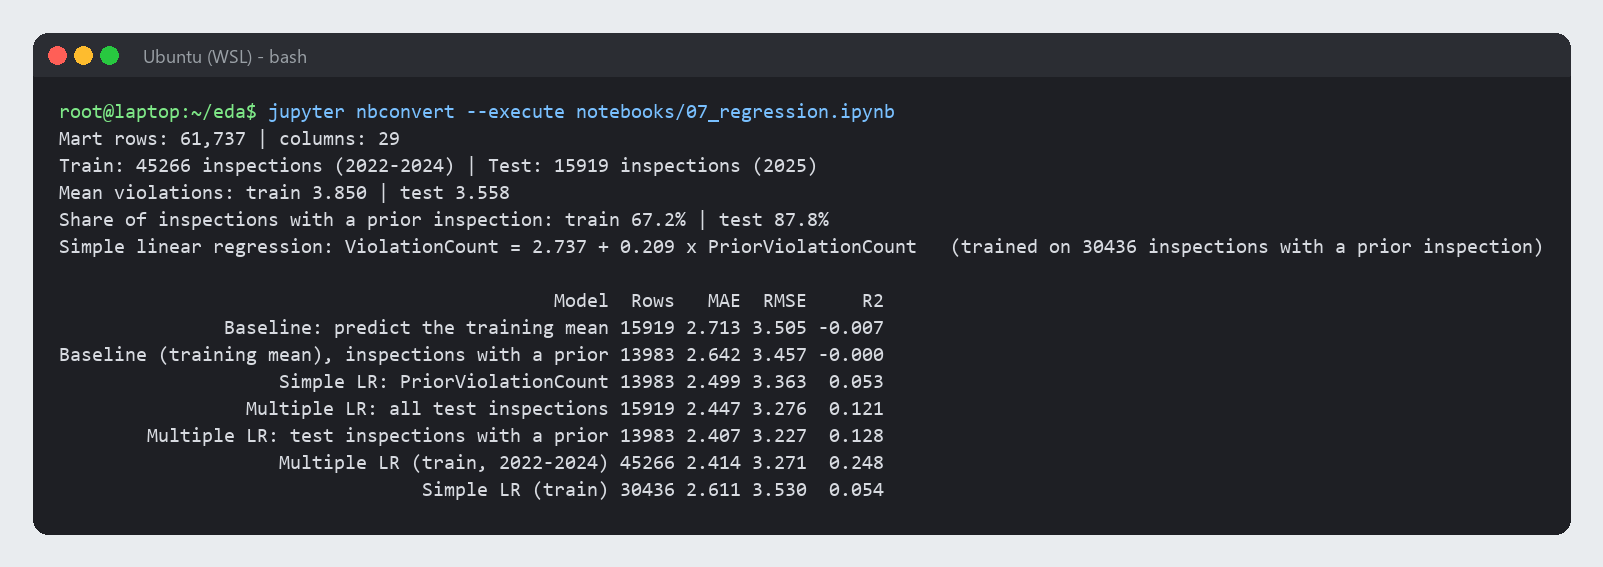 Ubuntu (WSL) - bash
root@laptop:~/eda$ jupyter nbconvert --execute notebooks/07_regression.ipynb
Mart rows: 61,737 | columns: 29
Train: 45266 inspections (2022-2024) | Test: 15919 inspections (2025)
Mean violations: train 3.850 | test 3.558
Share of inspections with a prior inspection: train 67.2% | test 87.8%
Simple linear regression: ViolationCount = 2.737 + 0.209 x PriorViolationCount   (trained on 30436 inspections with a prior inspection)
Model  Rows   MAE  RMSE     R2
Baseline: predict the training mean 15919 2.713 3.505 -0.007
Baseline (training mean), inspections with a prior 13983 2.642 3.457 -0.000
Simple LR: PriorViolationCount 13983 2.499 3.363  0.053
Multiple LR: all test inspections 15919 2.447 3.276  0.121
Multiple LR: test inspections with a prior 13983 2.407 3.227  0.128
Multiple LR (train, 2022-2024) 45266 2.414 3.271  0.248
Simple LR (train) 30436 2.611 3.530  0.054